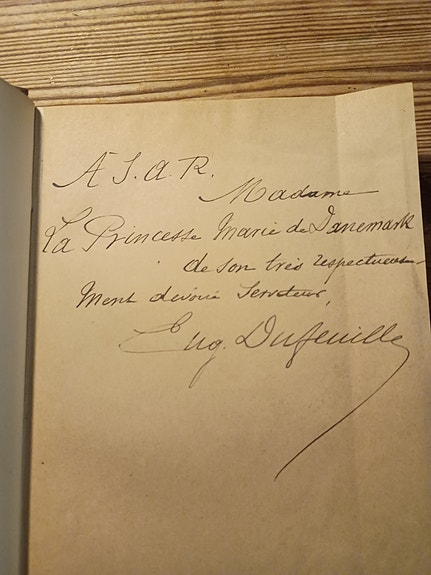 À S. A. R.
Madame
La Princesse Marie de Danemark
de son très respectueuse-
ment dévoué serviteur,
Eug. Dufeuille